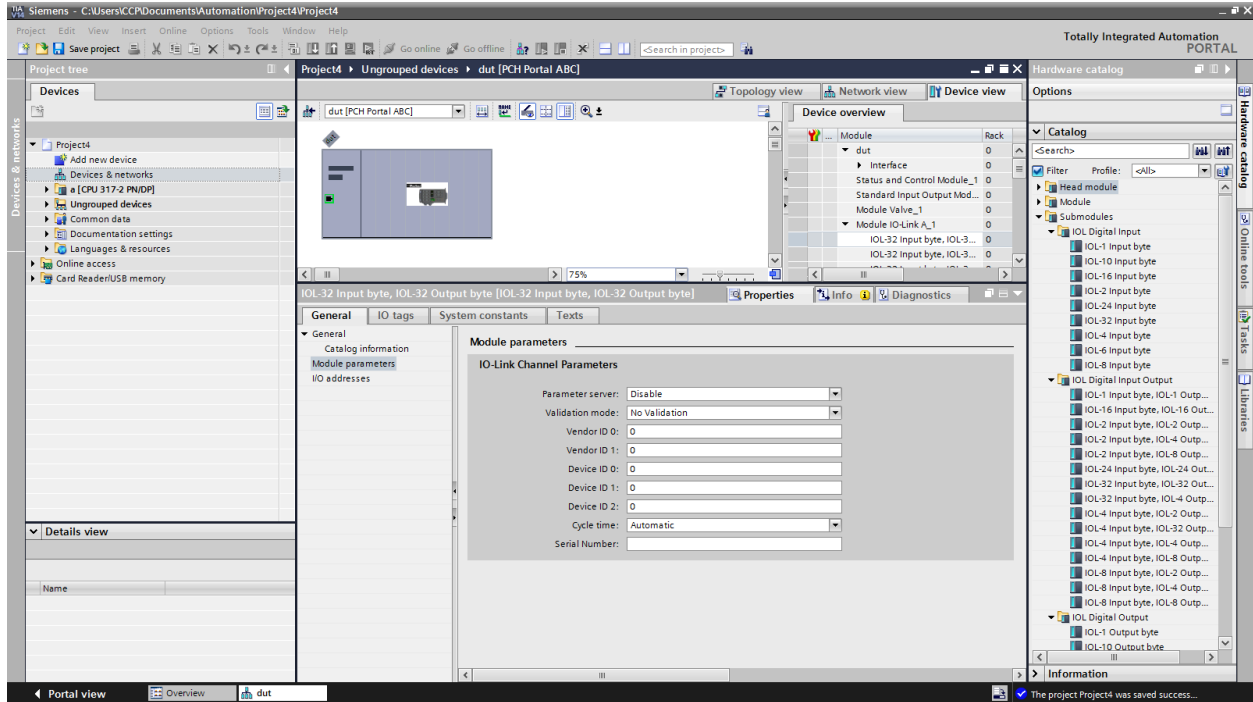 Siemens - C:\Users\CCP\Documents\Automation\Project4\Project4
Project Edit View Insert Online Options Tools Window Help
Totally Integrated Automation
PORTAL
Save project Go online Go offline <Search in project>
Project tree
Devices
Project4
Add new device
Devices & networks
a [CPU 317-2 PN/DP]
Ungrouped devices
Common data
Documentation settings
Languages & resources
Online access
Card Reader/USB memory
Devices & networks
Details view
Name
Project4 Ungrouped devices dut [PCH Portal ABC]
Topology view Network view Device view
dut [PCH Portal ABC]
dut
75%
Device overview
... Module Rack
dut 0
Interface 0
Status and Control Module_1 0
Standard Input Output Mod... 0
Module Valve_1 0
Module IO-Link A_1 0
IOL-32 Input byte, IOL-3... 0
IOL-32 Input byte, IOL-3... 0
IOL-32 Input byte, IOL-32 Output byte [IOL-32 Input byte, IOL-32 Output byte]
Properties Info Diagnostics
General IO tags System constants Texts
General
Catalog information
Module parameters
I/O addresses
Module parameters
IO-Link Channel Parameters
Parameter server: Disable
Validation mode: No Validation
Vendor ID 0: 0
Vendor ID 1: 0
Device ID 0: 0
Device ID 1: 0
Device ID 2: 0
Cycle time: Automatic
Serial Number:
Hardware catalog
Options
Catalog
<Search>
Filter Profile: <All>
Head module
Module
Submodules
IOL Digital Input
IOL-1 Input byte
IOL-10 Input byte
IOL-16 Input byte
IOL-2 Input byte
IOL-24 Input byte
IOL-32 Input byte
IOL-4 Input byte
IOL-6 Input byte
IOL-8 Input byte
IOL Digital Input Output
IOL-1 Input byte, IOL-1 Outp...
IOL-16 Input byte, IOL-16 Out...
IOL-2 Input byte, IOL-2 Outp...
IOL-2 Input byte, IOL-4 Outp...
IOL-2 Input byte, IOL-8 Outp...
IOL-24 Input byte, IOL-24 Out...
IOL-32 Input byte, IOL-32 Out...
IOL-32 Input byte, IOL-4 Outp...
IOL-4 Input byte, IOL-2 Outp...
IOL-4 Input byte, IOL-32 Outp...
IOL-4 Input byte, IOL-4 Outp...
IOL-4 Input byte, IOL-8 Outp...
IOL-8 Input byte, IOL-2 Outp...
IOL-8 Input byte, IOL-4 Outp...
IOL-8 Input byte, IOL-8 Outp...
IOL Digital Output
IOL-1 Output byte
IOL-10 Output byte
Information
Hardware catalog
Online tools
Tasks
Libraries
Portal view Overview dut
The project Project4 was saved success...